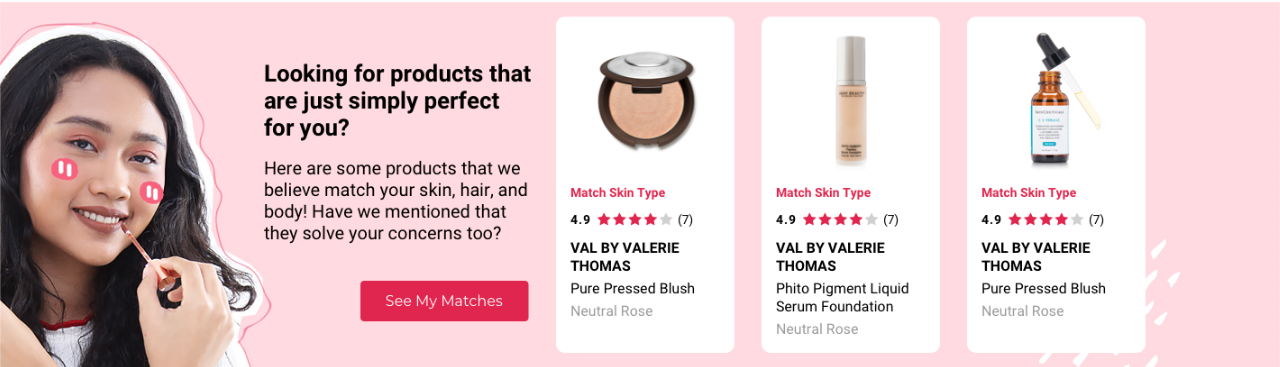 Looking for products that
are just simply perfect
for you?
Here are some products that we
believe match your skin, hair, and
body! Have we mentioned that
they solve your concerns too?
See My Matches
Match Skin Type
4.9 (7)
VAL BY VALERIE
THOMAS
Pure Pressed Blush
Neutral Rose
Match Skin Type
4.9 (7)
VAL BY VALERIE
THOMAS
Phito Pigment Liquid
Serum Foundation
Neutral Rose
Match Skin Type
4.9 (7)
VAL BY VALERIE
THOMAS
Pure Pressed Blush
Neutral Rose